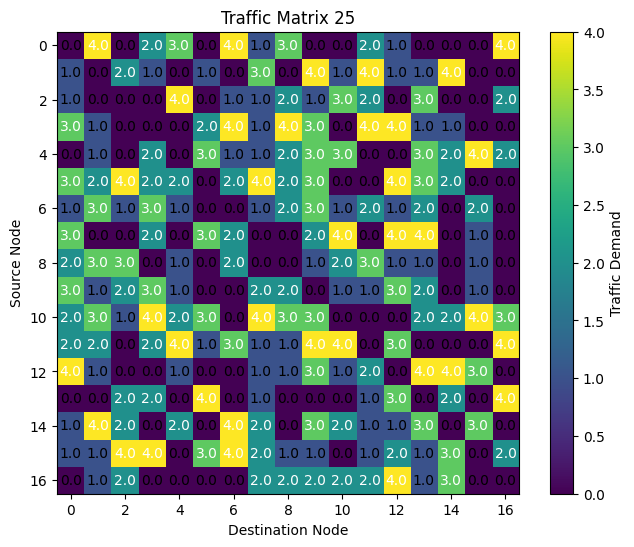 Traffic Matrix 25
0 0.0 4.0 0.0 2.0 3.0 0.0 4.0 1.0 3.0 0.0 0.0 2.0 1.0 0.0 0.0 0.0 4.0
1.0 0.0 2.0 1.0 0.0 1.0 0.0 3.0 0.0 4.0 1.0 4.0 1.0 1.0 4.0 0.0 0.0
2 1.0 0.0 0.0 0.0 4.0 0.0 1.0 1.0 2.0 1.0 3.0 2.0 0.0 3.0 0.0 0.0 2.0
3.0 1.0 0.0 0.0 0.0 2.0 4.0 1.0 4.0 3.0 0.0 4.0 4.0 1.0 1.0 0.0 0.0
4 0.0 1.0 0.0 2.0 0.0 3.0 1.0 1.0 2.0 3.0 3.0 0.0 0.0 3.0 2.0 4.0 2.0
3.0 2.0 4.0 2.0 2.0 0.0 2.0 4.0 2.0 3.0 0.0 0.0 4.0 3.0 2.0 0.0 0.0
6 1.0 3.0 1.0 3.0 1.0 0.0 0.0 1.0 2.0 3.0 1.0 2.0 1.0 2.0 0.0 2.0 0.0
3.0 0.0 0.0 2.0 0.0 3.0 2.0 0.0 0.0 2.0 4.0 0.0 4.0 4.0 0.0 1.0 0.0
8 2.0 3.0 3.0 0.0 1.0 0.0 2.0 0.0 0.0 1.0 2.0 3.0 1.0 1.0 0.0 1.0 0.0
3.0 1.0 2.0 3.0 1.0 0.0 0.0 2.0 2.0 0.0 1.0 1.0 3.0 2.0 0.0 1.0 0.0
10 2.0 3.0 1.0 4.0 2.0 3.0 0.0 4.0 3.0 3.0 0.0 0.0 0.0 2.0 2.0 4.0 3.0
2.0 2.0 0.0 2.0 4.0 1.0 3.0 1.0 1.0 4.0 4.0 0.0 3.0 0.0 0.0 0.0 4.0
12 4.0 1.0 0.0 0.0 1.0 0.0 0.0 1.0 1.0 3.0 1.0 2.0 0.0 4.0 4.0 3.0 0.0
0.0 0.0 2.0 2.0 0.0 4.0 0.0 1.0 0.0 0.0 0.0 1.0 3.0 0.0 2.0 0.0 4.0
14 1.0 4.0 2.0 0.0 2.0 0.0 4.0 2.0 0.0 3.0 2.0 1.0 1.0 3.0 0.0 3.0 0.0
1.0 1.0 4.0 4.0 0.0 3.0 4.0 2.0 1.0 1.0 0.0 1.0 2.0 1.0 3.0 0.0 2.0
16 0.0 1.0 2.0 0.0 0.0 0.0 0.0 2.0 2.0 2.0 2.0 2.0 4.0 1.0 3.0 0.0 0.0
0 2 4 6 8 10 12 14 16
Destination Node
Source Node
4.0
3.5
3.0
2.5
2.0
1.5
1.0
0.5
0.0
Traffic Demand